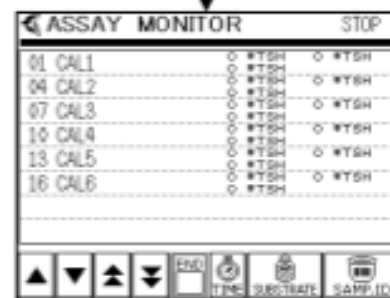 ASSAY MONITOR STOP
01 CAL1 ○ *TSH ○ *TSH
○ *TSH
04 CAL2 ○ *TSH ○ *TSH
○ *TSH
07 CAL3 ○ *TSH ○ *TSH
○ *TSH
10 CAL4 ○ *TSH ○ *TSH
○ *TSH
13 CAL5 ○ *TSH ○ *TSH
○ *TSH
16 CAL6 ○ *TSH ○ *TSH
○ *TSH
END TIME SUBSTRATE SAMP.ID